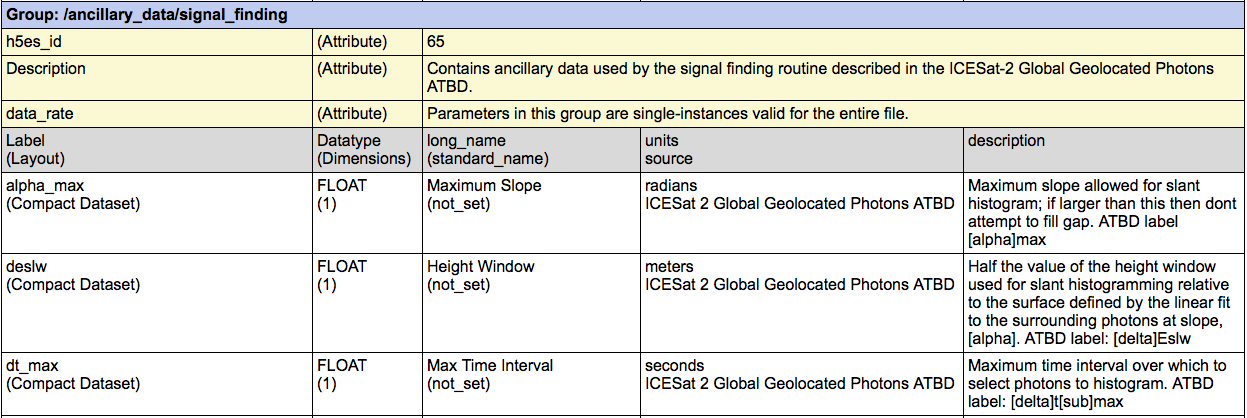 Group: /ancillary_data/signal_finding
h5es_id (Attribute) 65
Description (Attribute) Contains ancillary data used by the signal finding routine described in the ICESat-2 Global Geolocated Photons
ATBD.
data_rate (Attribute) Parameters in this group are single-instances valid for the entire file.
Label Datatype long_name units description
(Layout) (Dimensions) (standard_name) source
alpha_max FLOAT Maximum Slope radians Maximum slope allowed for slant
(Compact Dataset) (1) (not_set) ICESat 2 Global Geolocated Photons ATBD histogram; if larger than this then dont
attempt to fill gap. ATBD label
[alpha]max
deslw FLOAT Height Window meters Half the value of the height window
(Compact Dataset) (1) (not_set) ICESat 2 Global Geolocated Photons ATBD used for slant histogramming relative
to the surface defined by the linear fit
to the surrounding photons at slope,
[alpha]. ATBD label: [delta]Eslw
dt_max FLOAT Max Time Interval seconds Maximum time interval over which to
(Compact Dataset) (1) (not_set) ICESat 2 Global Geolocated Photons ATBD select photons to histogram. ATBD
label: [delta]t[sub]max